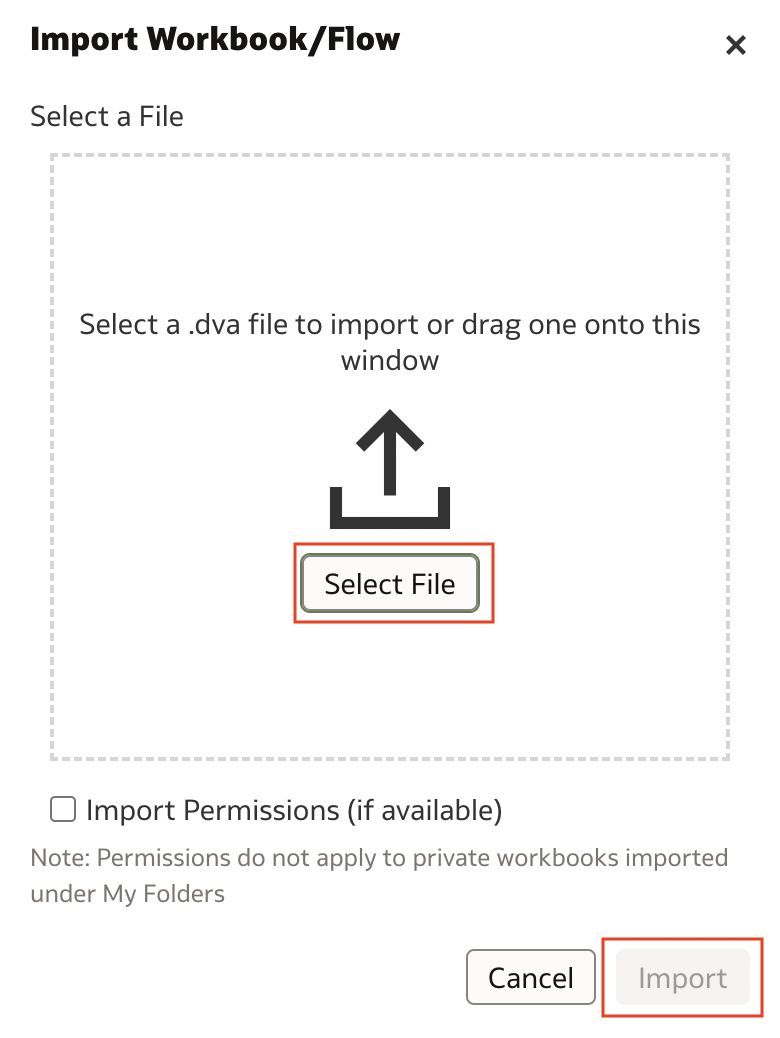 Import Workbook/Flow
Select a File
Select a .dva file to import or drag one onto this
window
Select File
Import Permissions (if available)
Note: Permissions do not apply to private workbooks imported
under My Folders
Cancel
Import